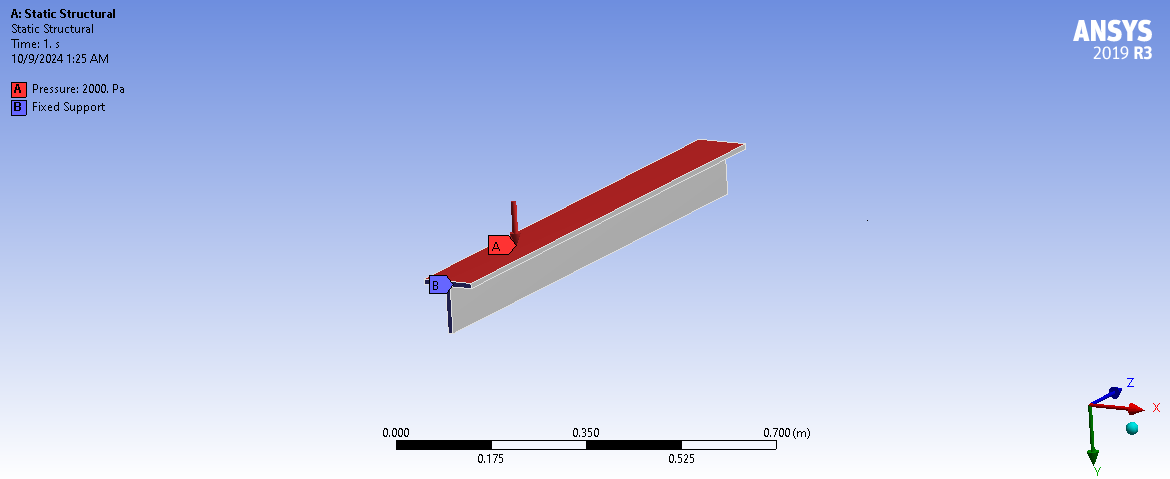 A: Static Structural
Static Structural
Time: 1. s
10/9/2024 1:25 AM
A Pressure: 2000. Pa
B Fixed Support
ANSYS
2019 R3
A
B
0.000 0.350 0.700 (m)
0.175 0.525
Z
X
Y